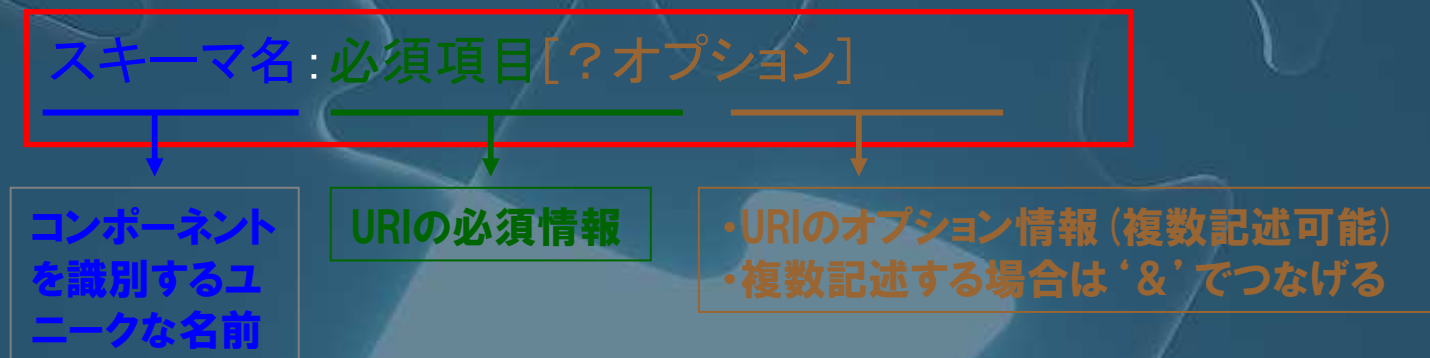 スキーマ名:必須項目[?オプション]
コンポーネント
を識別するユ
ニークな名前
URIの必須情報
・URIのオプション情報(複数記述可能)
・複数記述する場合は‘&’でつなげる